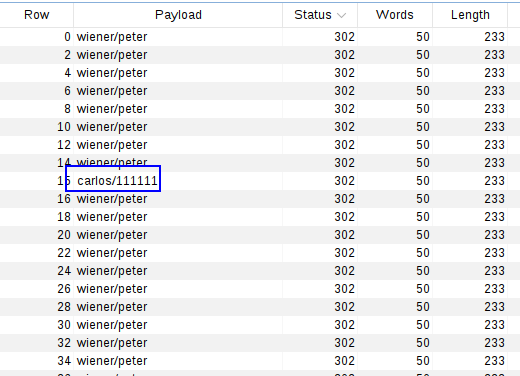 Row Payload Status Words Length
0 wiener/peter 302 50 233
2 wiener/peter 302 50 233
4 wiener/peter 302 50 233
6 wiener/peter 302 50 233
8 wiener/peter 302 50 233
10 wiener/peter 302 50 233
12 wiener/peter 302 50 233
14 wiener/peter 302 50 233
15 carlos/111111 302 50 233
16 wiener/peter 302 50 233
18 wiener/peter 302 50 233
20 wiener/peter 302 50 233
22 wiener/peter 302 50 233
24 wiener/peter 302 50 233
26 wiener/peter 302 50 233
28 wiener/peter 302 50 233
30 wiener/peter 302 50 233
32 wiener/peter 302 50 233
34 wiener/peter 302 50 233